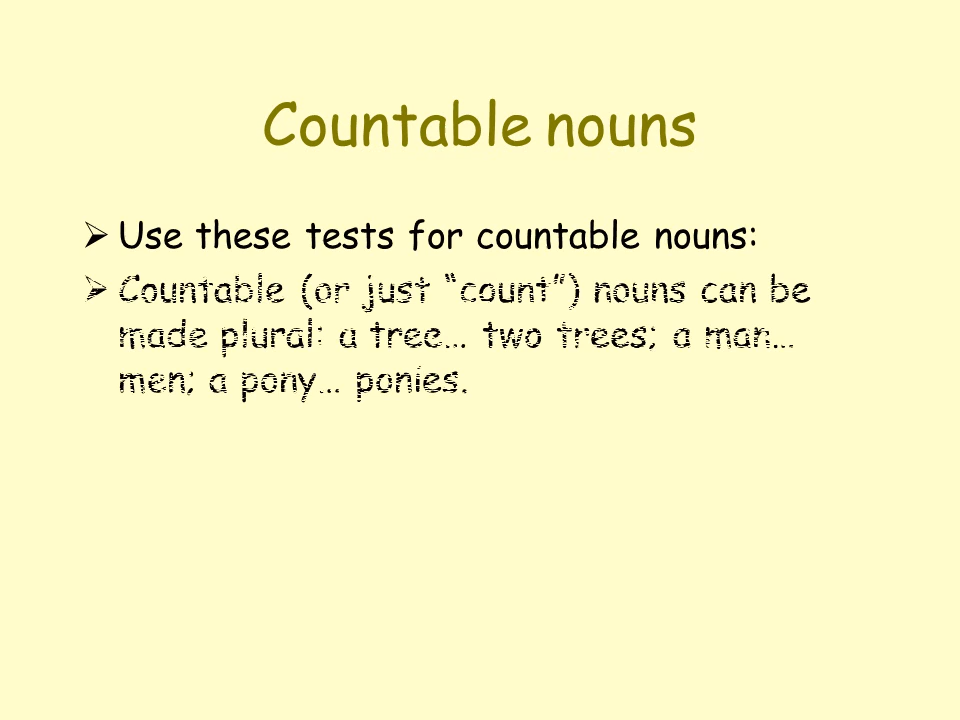 Countable nouns
Use these tests for countable nouns:
Countable (or just “count”) nouns can be
made plural: a tree… two trees; a man…
men; a pony… ponies.